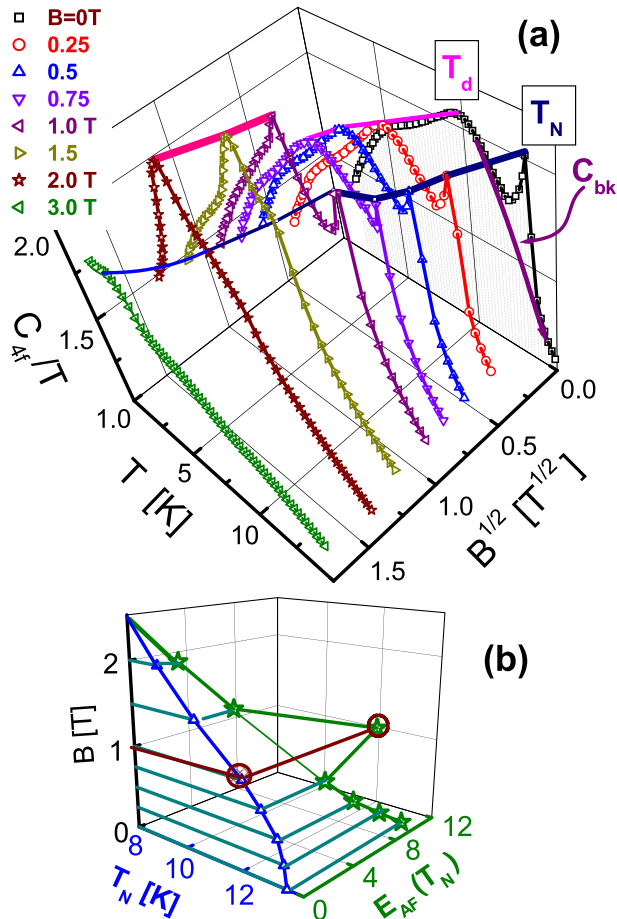 B=0T
0.25
0.5
0.75
1.0 T
1.5
2.0 T
3.0 T
(a)
T_d
T_N
C_bk
2.0
1.5
1.0
C_4f/T
5
10
T [K]
0.0
0.5
1.0
1.5
B^1/2 [T^1/2]
(b)
2
1
0
B [T]
8
10
12
T_N [K]
0
4
8
12
E_AF(T_N)